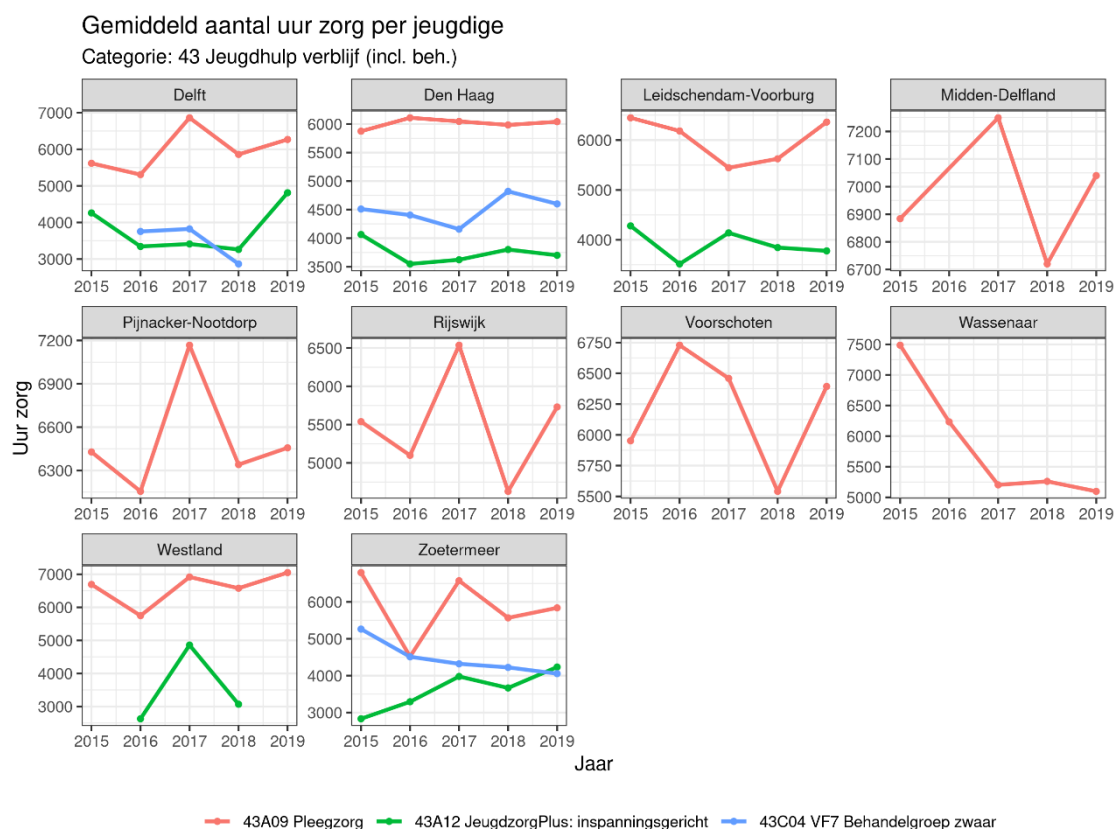 Gemiddeld aantal uur zorg per jeugdige
Categorie: 43 Jeugdhulp verblijf (incl. beh.)
Delft
Den Haag
Leidschendam-Voorburg
Midden-Delfland
7000
6000
5000
4000
3000
6000
5500
5000
4500
4000
3500
6000
5000
4000
7200
7100
7000
6900
6800
6700
2015 2016 2017 2018 2019
2015 2016 2017 2018 2019
2015 2016 2017 2018 2019
2015 2016 2017 2018 2019
Pijnacker-Nootdorp
Rijswijk
Voorschoten
Wassenaar
7200
6900
6600
6300
6500
6000
5500
5000
6750
6500
6250
6000
5750
5500
7500
7000
6500
6000
5500
5000
2015 2016 2017 2018 2019
2015 2016 2017 2018 2019
2015 2016 2017 2018 2019
2015 2016 2017 2018 2019
Uur zorg
Westland
Zoetermeer
7000
6000
5000
4000
3000
6000
5000
4000
3000
2015 2016 2017 2018 2019
2015 2016 2017 2018 2019
Jaar
43A09 Pleegzorg 43A12 JeugdzorgPlus: inspanningsgericht 43C04 VF7 Behandelgroep zwaar